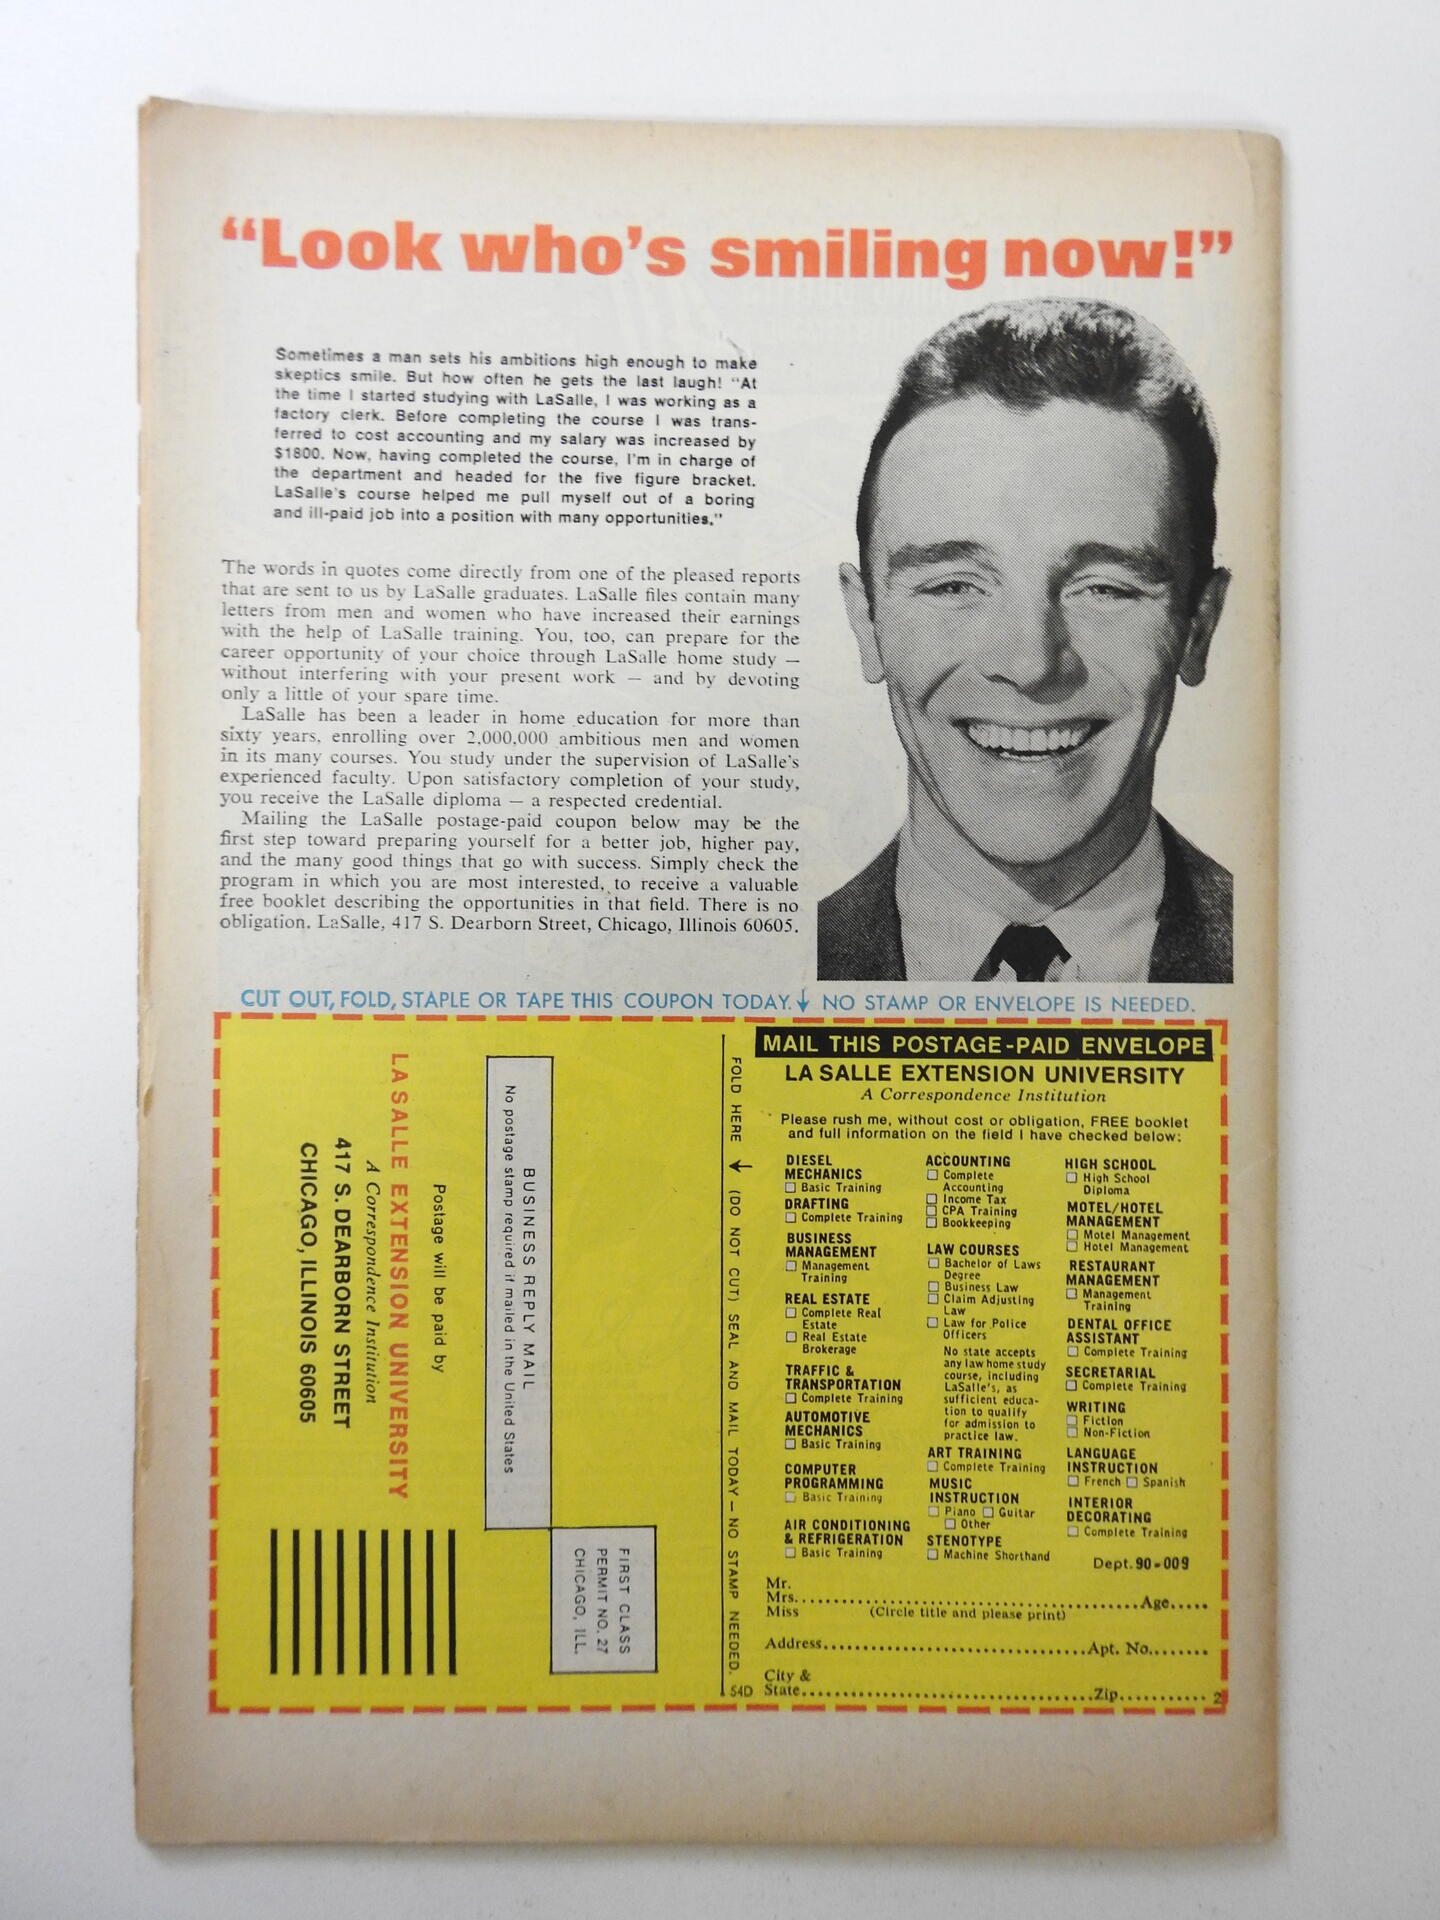 “Look who’s smiling now!”
Sometimes a man sets his ambitions high enough to make
skeptics smile. But how often he gets the last laugh! “At
the time I started studying with LaSalle, I was working as a
factory clerk. Before completing the course I was trans-
ferred to cost accounting and my salary was increased by
$1800. Now, having completed the course, I’m in charge of
the department and headed for the five figure bracket.
LaSalle’s course helped me pull myself out of a boring
and ill-paid job into a position with many opportunities.”
The words in quotes come directly from one of the pleased reports
that are sent to us by LaSalle graduates. LaSalle files contain many
letters from men and women who have increased their earnings
with the help of LaSalle training. You, too, can prepare for the
career opportunity of your choice through LaSalle home study —
without interfering with your present work — and by devoting
only a little of your spare time.
LaSalle has been a leader in home education for more than
sixty years, enrolling over 2,000,000 ambitious men and women
in its many courses. You study under the supervision of LaSalle’s
experienced faculty. Upon satisfactory completion of your study,
you receive the LaSalle diploma — a respected credential.
Mailing the LaSalle postage-paid coupon below may be the
first step toward preparing yourself for a better job, higher pay,
and the many good things that go with success. Simply check the
program in which you are most interested, to receive a valuable
free booklet describing the opportunities in that field. There is no
obligation. LaSalle, 417 S. Dearborn Street, Chicago, Illinois 60605.
CUT OUT, FOLD, STAPLE OR TAPE THIS COUPON TODAY.↓ NO STAMP OR ENVELOPE IS NEEDED.
FIRST CLASS
PERMIT NO. 27
CHICAGO, ILL.
BUSINESS REPLY MAIL
No postage stamp required if mailed in the United States
Postage will be paid by
LA SALLE EXTENSION UNIVERSITY
A Correspondence Institution
417 S. DEARBORN STREET
CHICAGO, ILLINOIS 60605
FOLD HERE ↓ (DO NOT CUT) SEAL AND MAIL TODAY — NO STAMP NEEDED.
54D
MAIL THIS POSTAGE-PAID ENVELOPE
LA SALLE EXTENSION UNIVERSITY
A Correspondence Institution
Please rush me, without cost or obligation, FREE booklet
and full information on the field I have checked below:
DIESEL
MECHANICS
☐ Basic Training
DRAFTING
☐ Complete Training
BUSINESS
MANAGEMENT
☐ Management
Training
REAL ESTATE
☐ Complete Real
Estate
☐ Real Estate
Brokerage
TRAFFIC &
TRANSPORTATION
☐ Complete Training
AUTOMOTIVE
MECHANICS
☐ Basic Training
COMPUTER
PROGRAMMING
☐ Basic Training
AIR CONDITIONING
& REFRIGERATION
☐ Basic Training
ACCOUNTING
☐ Complete
Accounting
☐ Income Tax
☐ CPA Training
☐ Bookkeeping
LAW COURSES
☐ Bachelor of Laws
Degree
☐ Business Law
☐ Claim Adjusting
Law
☐ Law for Police
Officers
No state accepts
any law home study
course, including
LaSalle’s, as
sufficient educa-
tion to qualify
for admission to
practice law.
ART TRAINING
☐ Complete Training
MUSIC
INSTRUCTION
☐ Piano ☐ Guitar
☐ Other
STENOTYPE
☐ Machine Shorthand
HIGH SCHOOL
☐ High School
Diploma
MOTEL/HOTEL
MANAGEMENT
☐ Motel Management
☐ Hotel Management
RESTAURANT
MANAGEMENT
☐ Management
Training
DENTAL OFFICE
ASSISTANT
☐ Complete Training
SECRETARIAL
☐ Complete Training
WRITING
☐ Fiction
☐ Non-Fiction
LANGUAGE
INSTRUCTION
☐ French ☐ Spanish
INTERIOR
DECORATING
☐ Complete Training
Dept. 90-009
Mr.
Mrs. Age
Miss (Circle title and please print)
Address Apt. No.
City &
State Zip 2